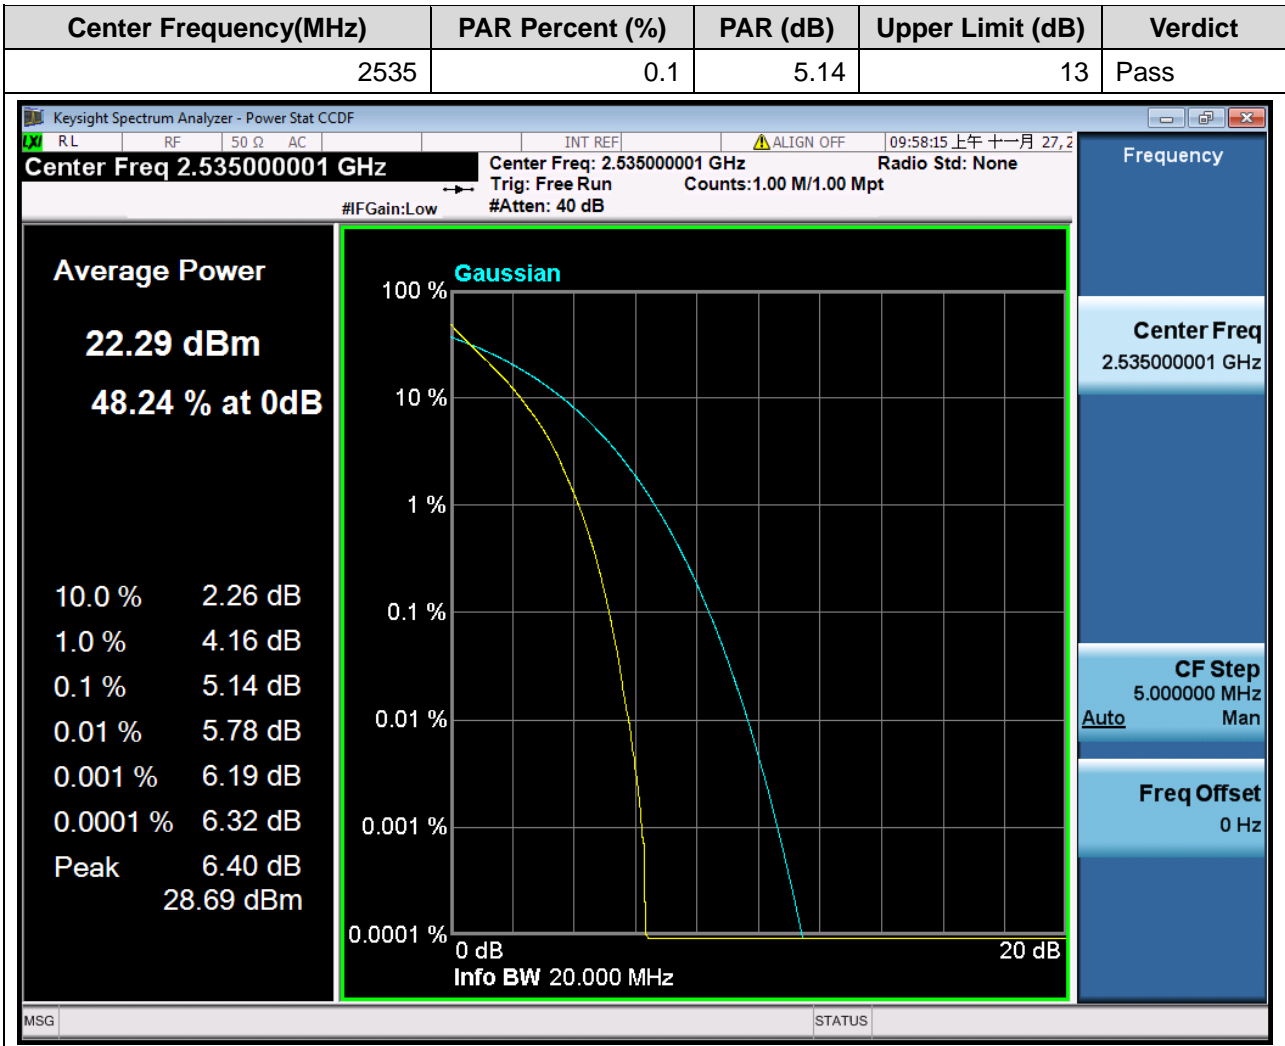 Center Frequency(MHz) PAR Percent (%) PAR (dB) Upper Limit (dB) Verdict
2535 0.1 5.14 13 Pass
Keysight Spectrum Analyzer - Power Stat CCDF
LXI RL RF 50 Ω AC INT REF ALIGN OFF 09:58:15 上午 十一月 27, 2
Center Freq 2.535000001 GHz
#IFGain:Low
Center Freq: 2.535000001 GHz Radio Std: None
Trig: Free Run Counts:1.00 M/1.00 Mpt
#Atten: 40 dB
Average Power
22.29 dBm
48.24 % at 0dB
10.0 % 2.26 dB
1.0 % 4.16 dB
0.1 % 5.14 dB
0.01 % 5.78 dB
0.001 % 6.19 dB
0.0001 % 6.32 dB
Peak 6.40 dB
28.69 dBm
Gaussian
100 %
10 %
1 %
0.1 %
0.01 %
0.001 %
0.0001 %
0 dB 20 dB
Info BW 20.000 MHz
Frequency
Center Freq
2.535000001 GHz
CF Step
5.000000 MHz
Auto Man
Freq Offset
0 Hz
MSG STATUS